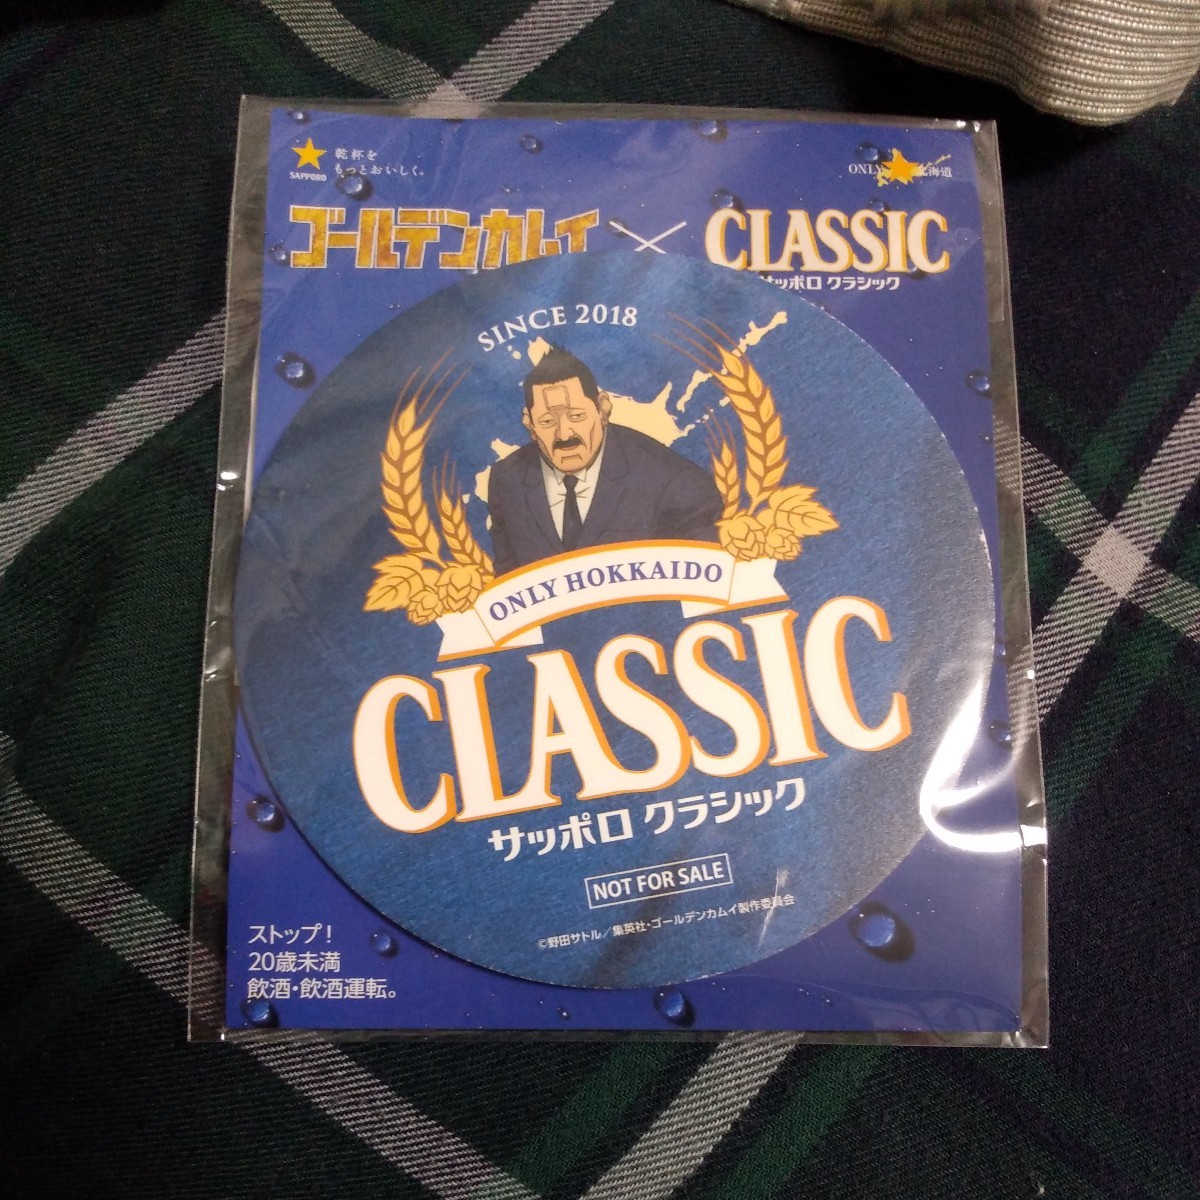 SAPPORO
乾杯を
もっとおいしく。
ONLY 北海道
ゴールデンカムイ × CLASSIC
サッポロ クラシック
SINCE 2018
ONLY HOKKAIDO
CLASSIC
サッポロ クラシック
NOT FOR SALE
©野田サトル/集英社・ゴールデンカムイ製作委員会
ストップ!
20歳未満
飲酒・飲酒運転。